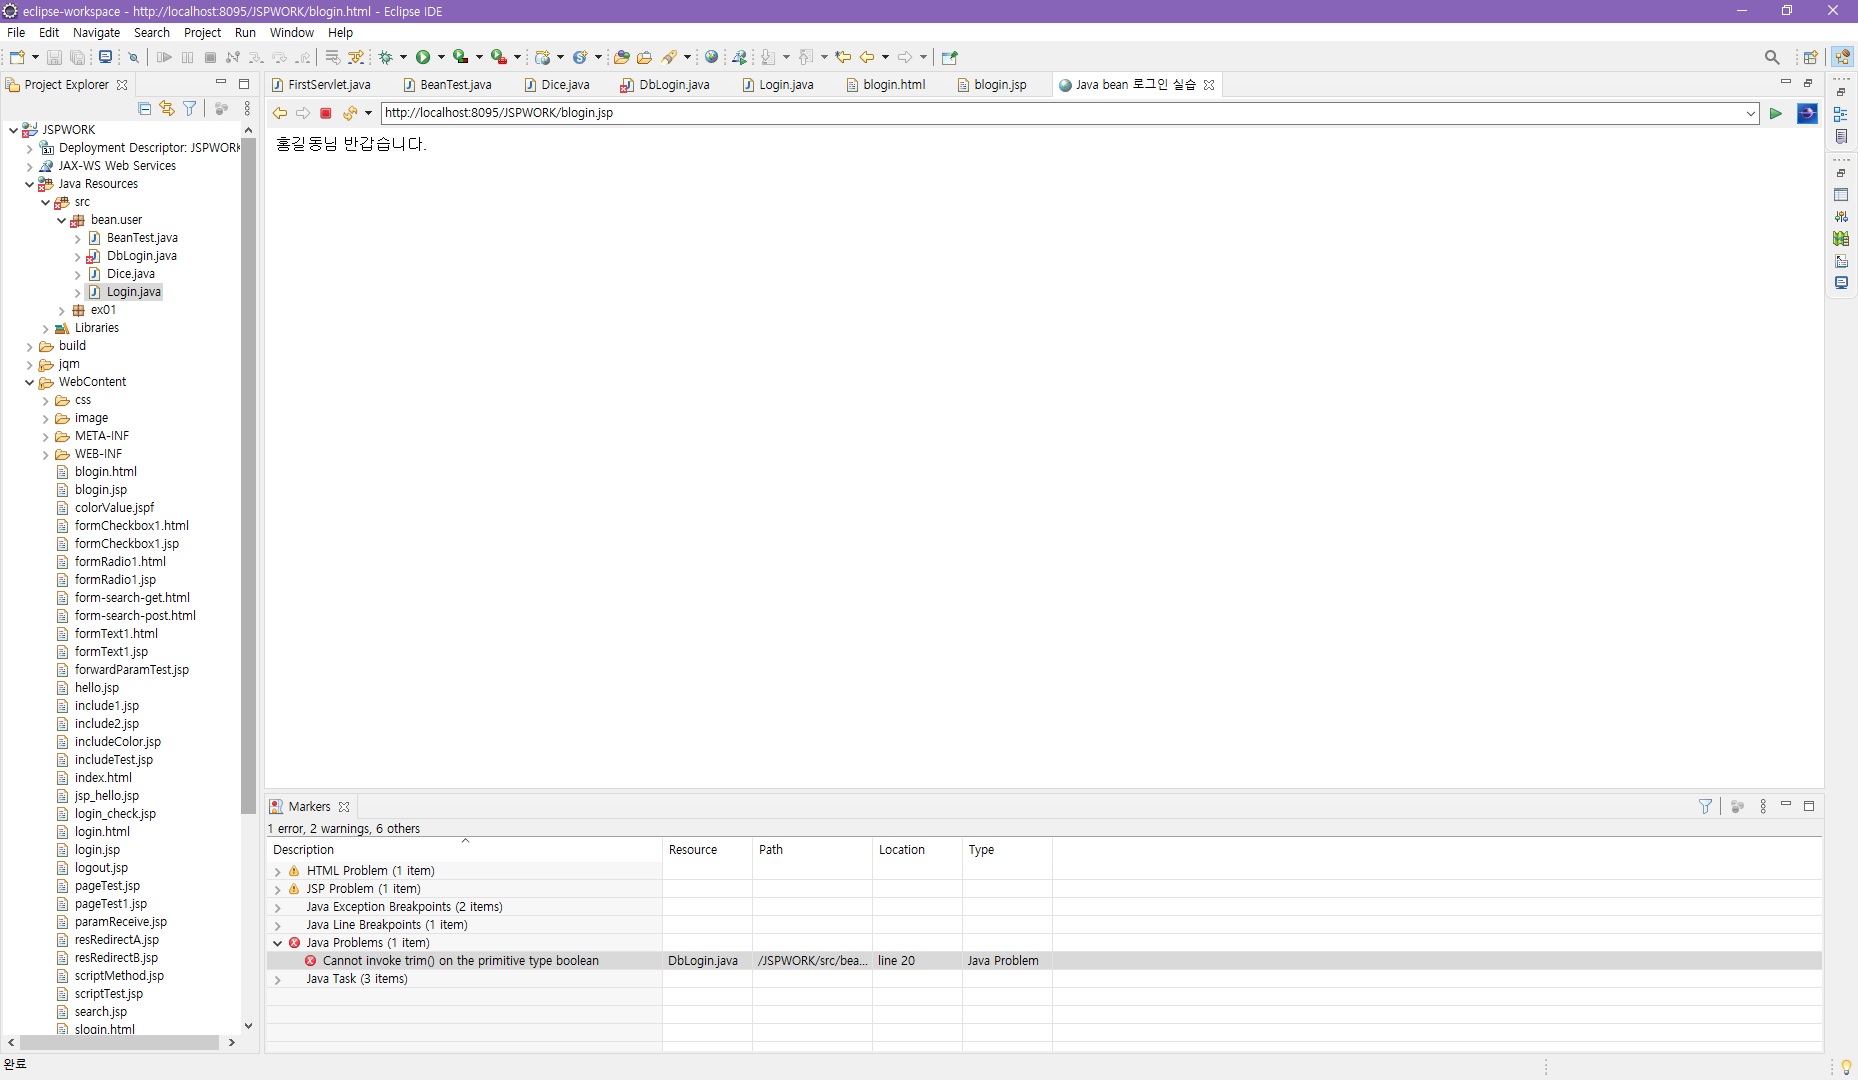 eclipse-workspace - http://localhost:8095/JSPWORK/blogin.html - Eclipse IDE
File Edit Navigate Search Project Run Window Help
Project Explorer
FirstServlet.java BeanTest.java Dice.java DbLogin.java Login.java blogin.html blogin.jsp Java bean 로그인 실습
http://localhost:8095/JSPWORK/blogin.jsp
홍길동님 반갑습니다.
JSPWORK
Deployment Descriptor: JSPWORK
JAX-WS Web Services
Java Resources
src
bean.user
BeanTest.java
DbLogin.java
Dice.java
Login.java
ex01
Libraries
build
jqm
WebContent
css
image
META-INF
WEB-INF
blogin.html
blogin.jsp
colorValue.jspf
formCheckbox1.html
formCheckbox1.jsp
formRadio1.html
formRadio1.jsp
form-search-get.html
form-search-post.html
formText1.html
formText1.jsp
forwardParamTest.jsp
hello.jsp
include1.jsp
include2.jsp
includeColor.jsp
includeTest.jsp
index.html
jsp_hello.jsp
login_check.jsp
login.html
login.jsp
logout.jsp
pageTest.jsp
pageTest1.jsp
paramReceive.jsp
resRedirectA.jsp
resRedirectB.jsp
scriptMethod.jsp
scriptTest.jsp
search.jsp
slogin.html
Markers
1 error, 2 warnings, 6 others
Description Resource Path Location Type
HTML Problem (1 item)
JSP Problem (1 item)
Java Exception Breakpoints (2 items)
Java Line Breakpoints (1 item)
Java Problems (1 item)
Cannot invoke trim() on the primitive type boolean DbLogin.java /JSPWORK/src/bea... line 20 Java Problem
Java Task (3 items)
완료